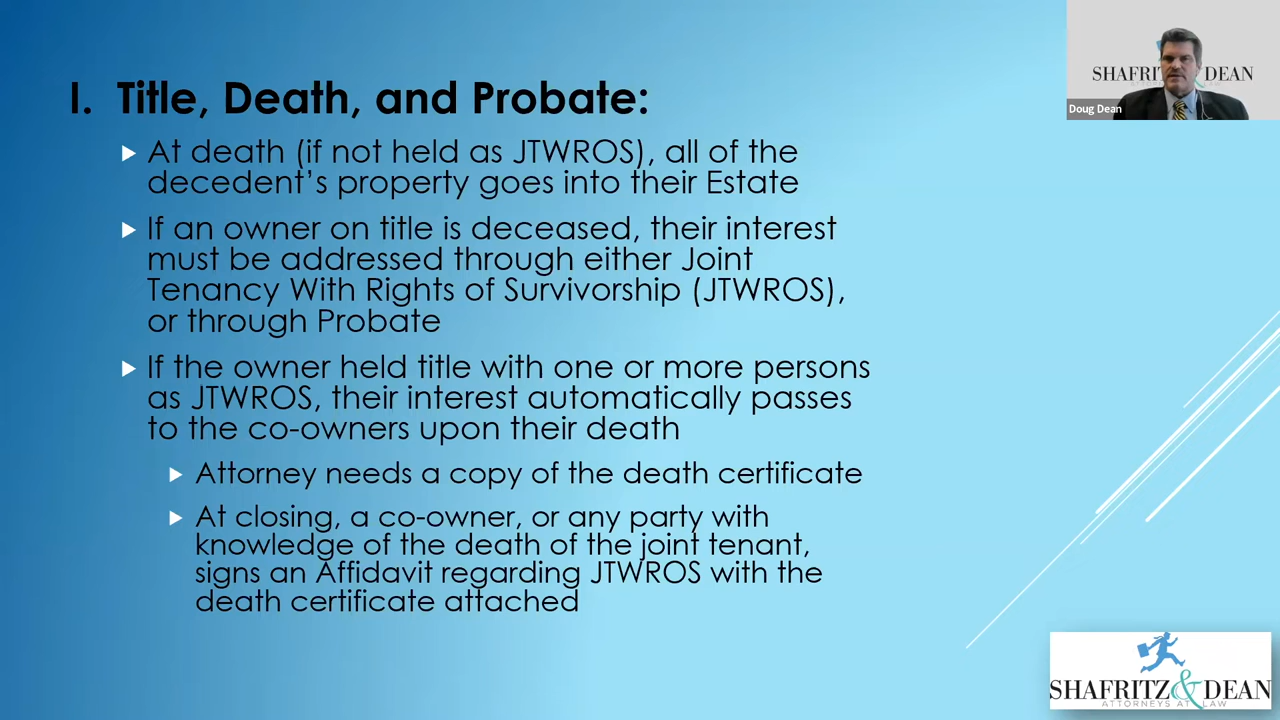 I. Title, Death, and Probate:
At death (if not held as JTWROS), all of the
decedent's property goes into their Estate
If an owner on title is deceased, their interest
must be addressed through either Joint
Tenancy With Rights of Survivorship (JTWROS),
or through Probate
If the owner held title with one or more persons
as JTWROS, their interest automatically passes
to the co-owners upon their death
Attorney needs a copy of the death certificate
At closing, a co-owner, or any party with
knowledge of the death of the joint tenant,
signs an Affidavit regarding JTWROS with the
death certificate attached
SHAFRITZ DEAN
Doug Dean
SHAFRITZ & DEAN
ATTORNEYS AT LAW